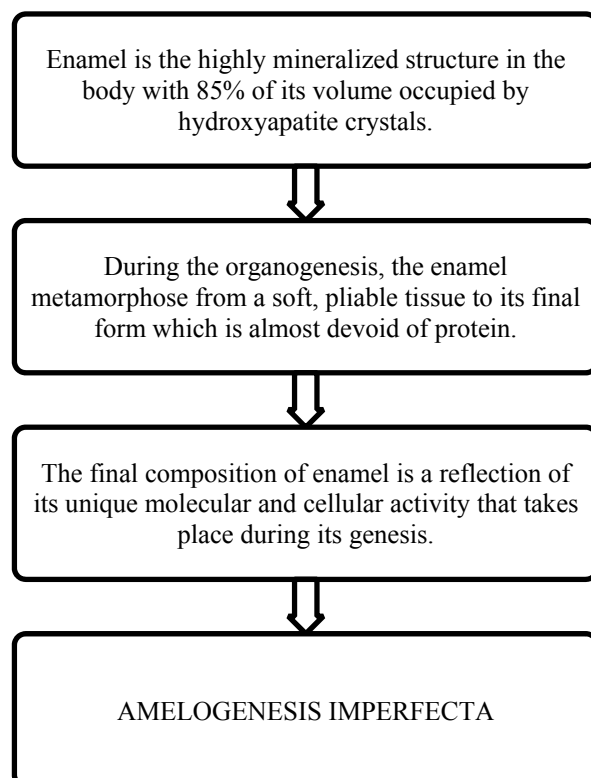 Enamel is the highly mineralized structure in the
body with 85% of its volume occupied by
hydroxyapatite crystals.
During the organogenesis, the enamel
metamorphose from a soft, pliable tissue to its final
form which is almost devoid of protein.
The final composition of enamel is a reflection of
its unique molecular and cellular activity that takes
place during its genesis.
AMELOGENESIS IMPERFECTA